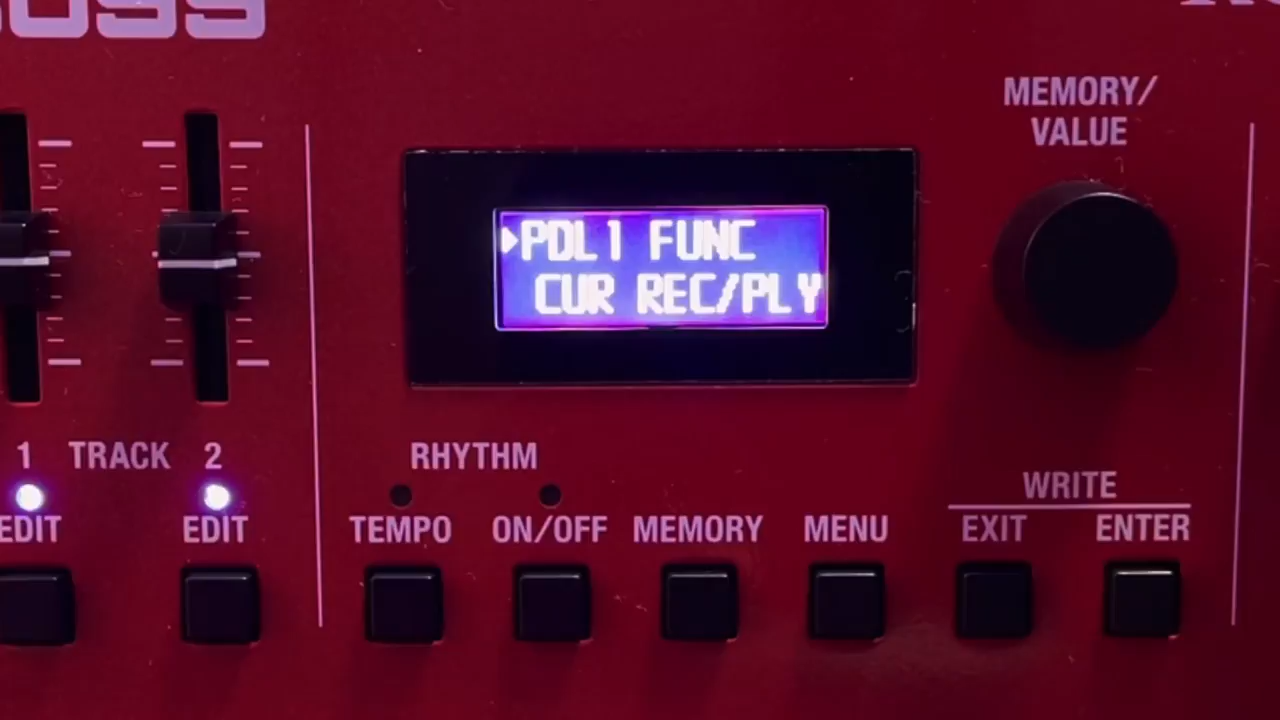 BOSS
MEMORY/
VALUE
PDL1 FUNC
CUR REC/PLY
1 TRACK 2
RHYTHM
WRITE
EDIT EDIT TEMPO ON/OFF MEMORY MENU EXIT ENTER